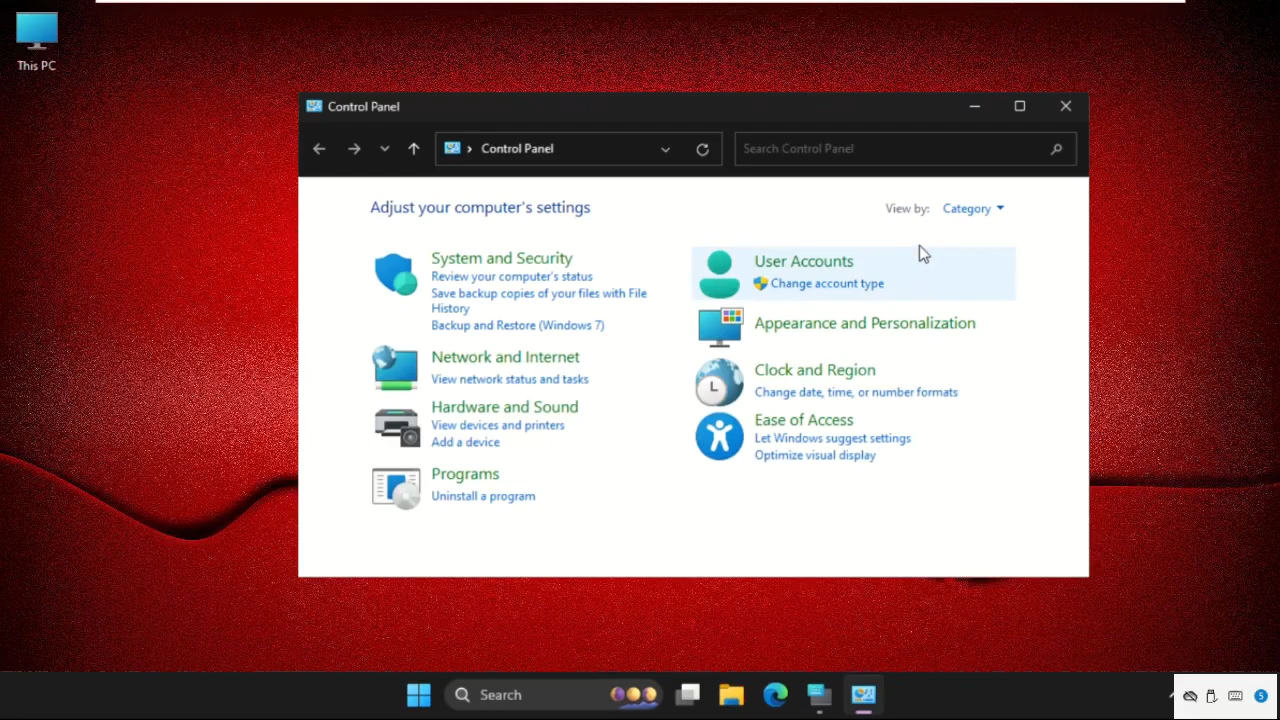 This PC
Control Panel
Control Panel
Search Control Panel
Adjust your computer's settings
View by: Category
System and Security
Review your computer's status
Save backup copies of your files with File
History
Backup and Restore (Windows 7)
Network and Internet
View network status and tasks
Hardware and Sound
View devices and printers
Add a device
Programs
Uninstall a program
User Accounts
Change account type
Appearance and Personalization
Clock and Region
Change date, time, or number formats
Ease of Access
Let Windows suggest settings
Optimize visual display
Search
5